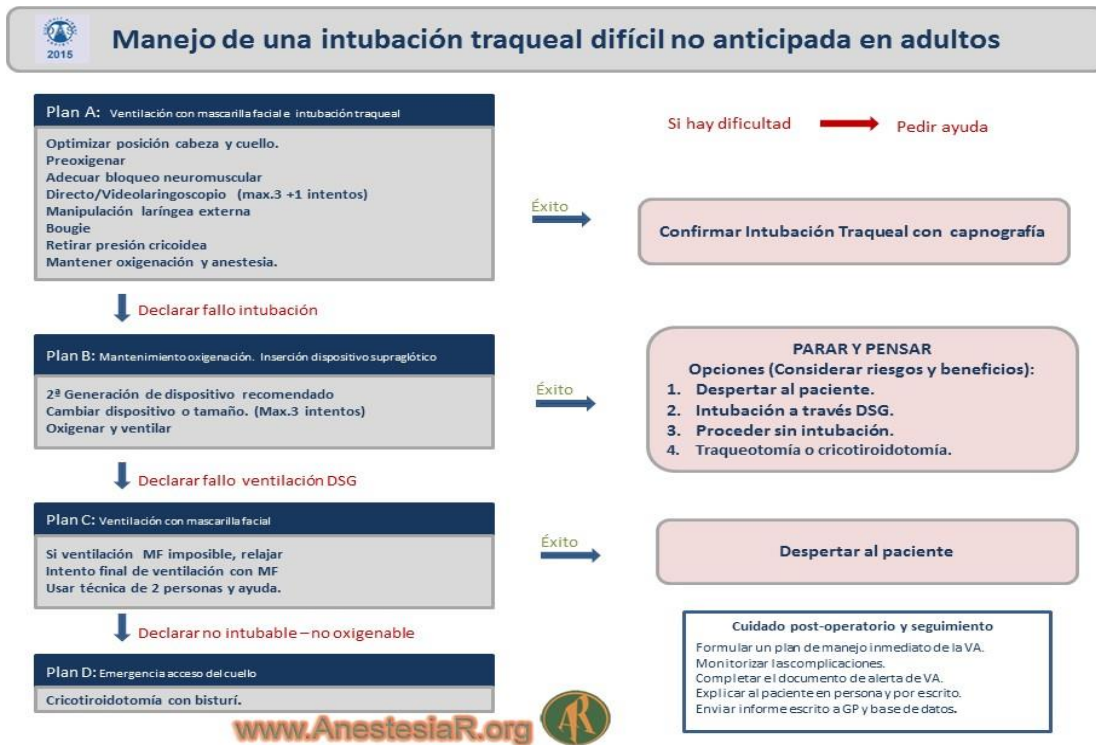 2015
Manejo de una intubación traqueal difícil no anticipada en adultos
Plan A: Ventilación con mascarilla facial e intubación traqueal
Optimizar posición cabeza y cuello.
Preoxigenar
Adecuar bloqueo neuromuscular
Directo/Videolaringoscopio (max.3 +1 intentos)
Manipulación laríngea externa
Bougie
Retirar presión cricoidea
Mantener oxigenación y anestesia.
Si hay dificultad
Pedir ayuda
Éxito
Confirmar Intubación Traqueal con capnografía
Declarar fallo intubación
Plan B: Mantenimiento oxigenación. Inserción dispositivo supraglótico
2ª Generación de dispositivo recomendado
Cambiar dispositivo o tamaño. (Max.3 intentos)
Oxigenar y ventilar
Éxito
PARAR Y PENSAR
Opciones (Considerar riesgos y beneficios):
1. Despertar al paciente.
2. Intubación a través DSG.
3. Proceder sin intubación.
4. Traqueotomía o cricotiroidotomía.
Declarar fallo ventilación DSG
Plan C: Ventilación con mascarilla facial
Si ventilación MF imposible, relajar
Intento final de ventilación con MF
Usar técnica de 2 personas y ayuda.
Éxito
Despertar al paciente
Declarar no intubable – no oxigenable
Plan D: Emergencia acceso del cuello
Cricotiroidotomía con bisturí.
Cuidado post-operatorio y seguimiento
Formular un plan de manejo inmediato de la VA.
Monitorizar las complicaciones.
Completar el documento de alerta de VA.
Explicar al paciente en persona y por escrito.
Enviar informe escrito a GP y base de datos.
www.AnestesiaR.org
AR